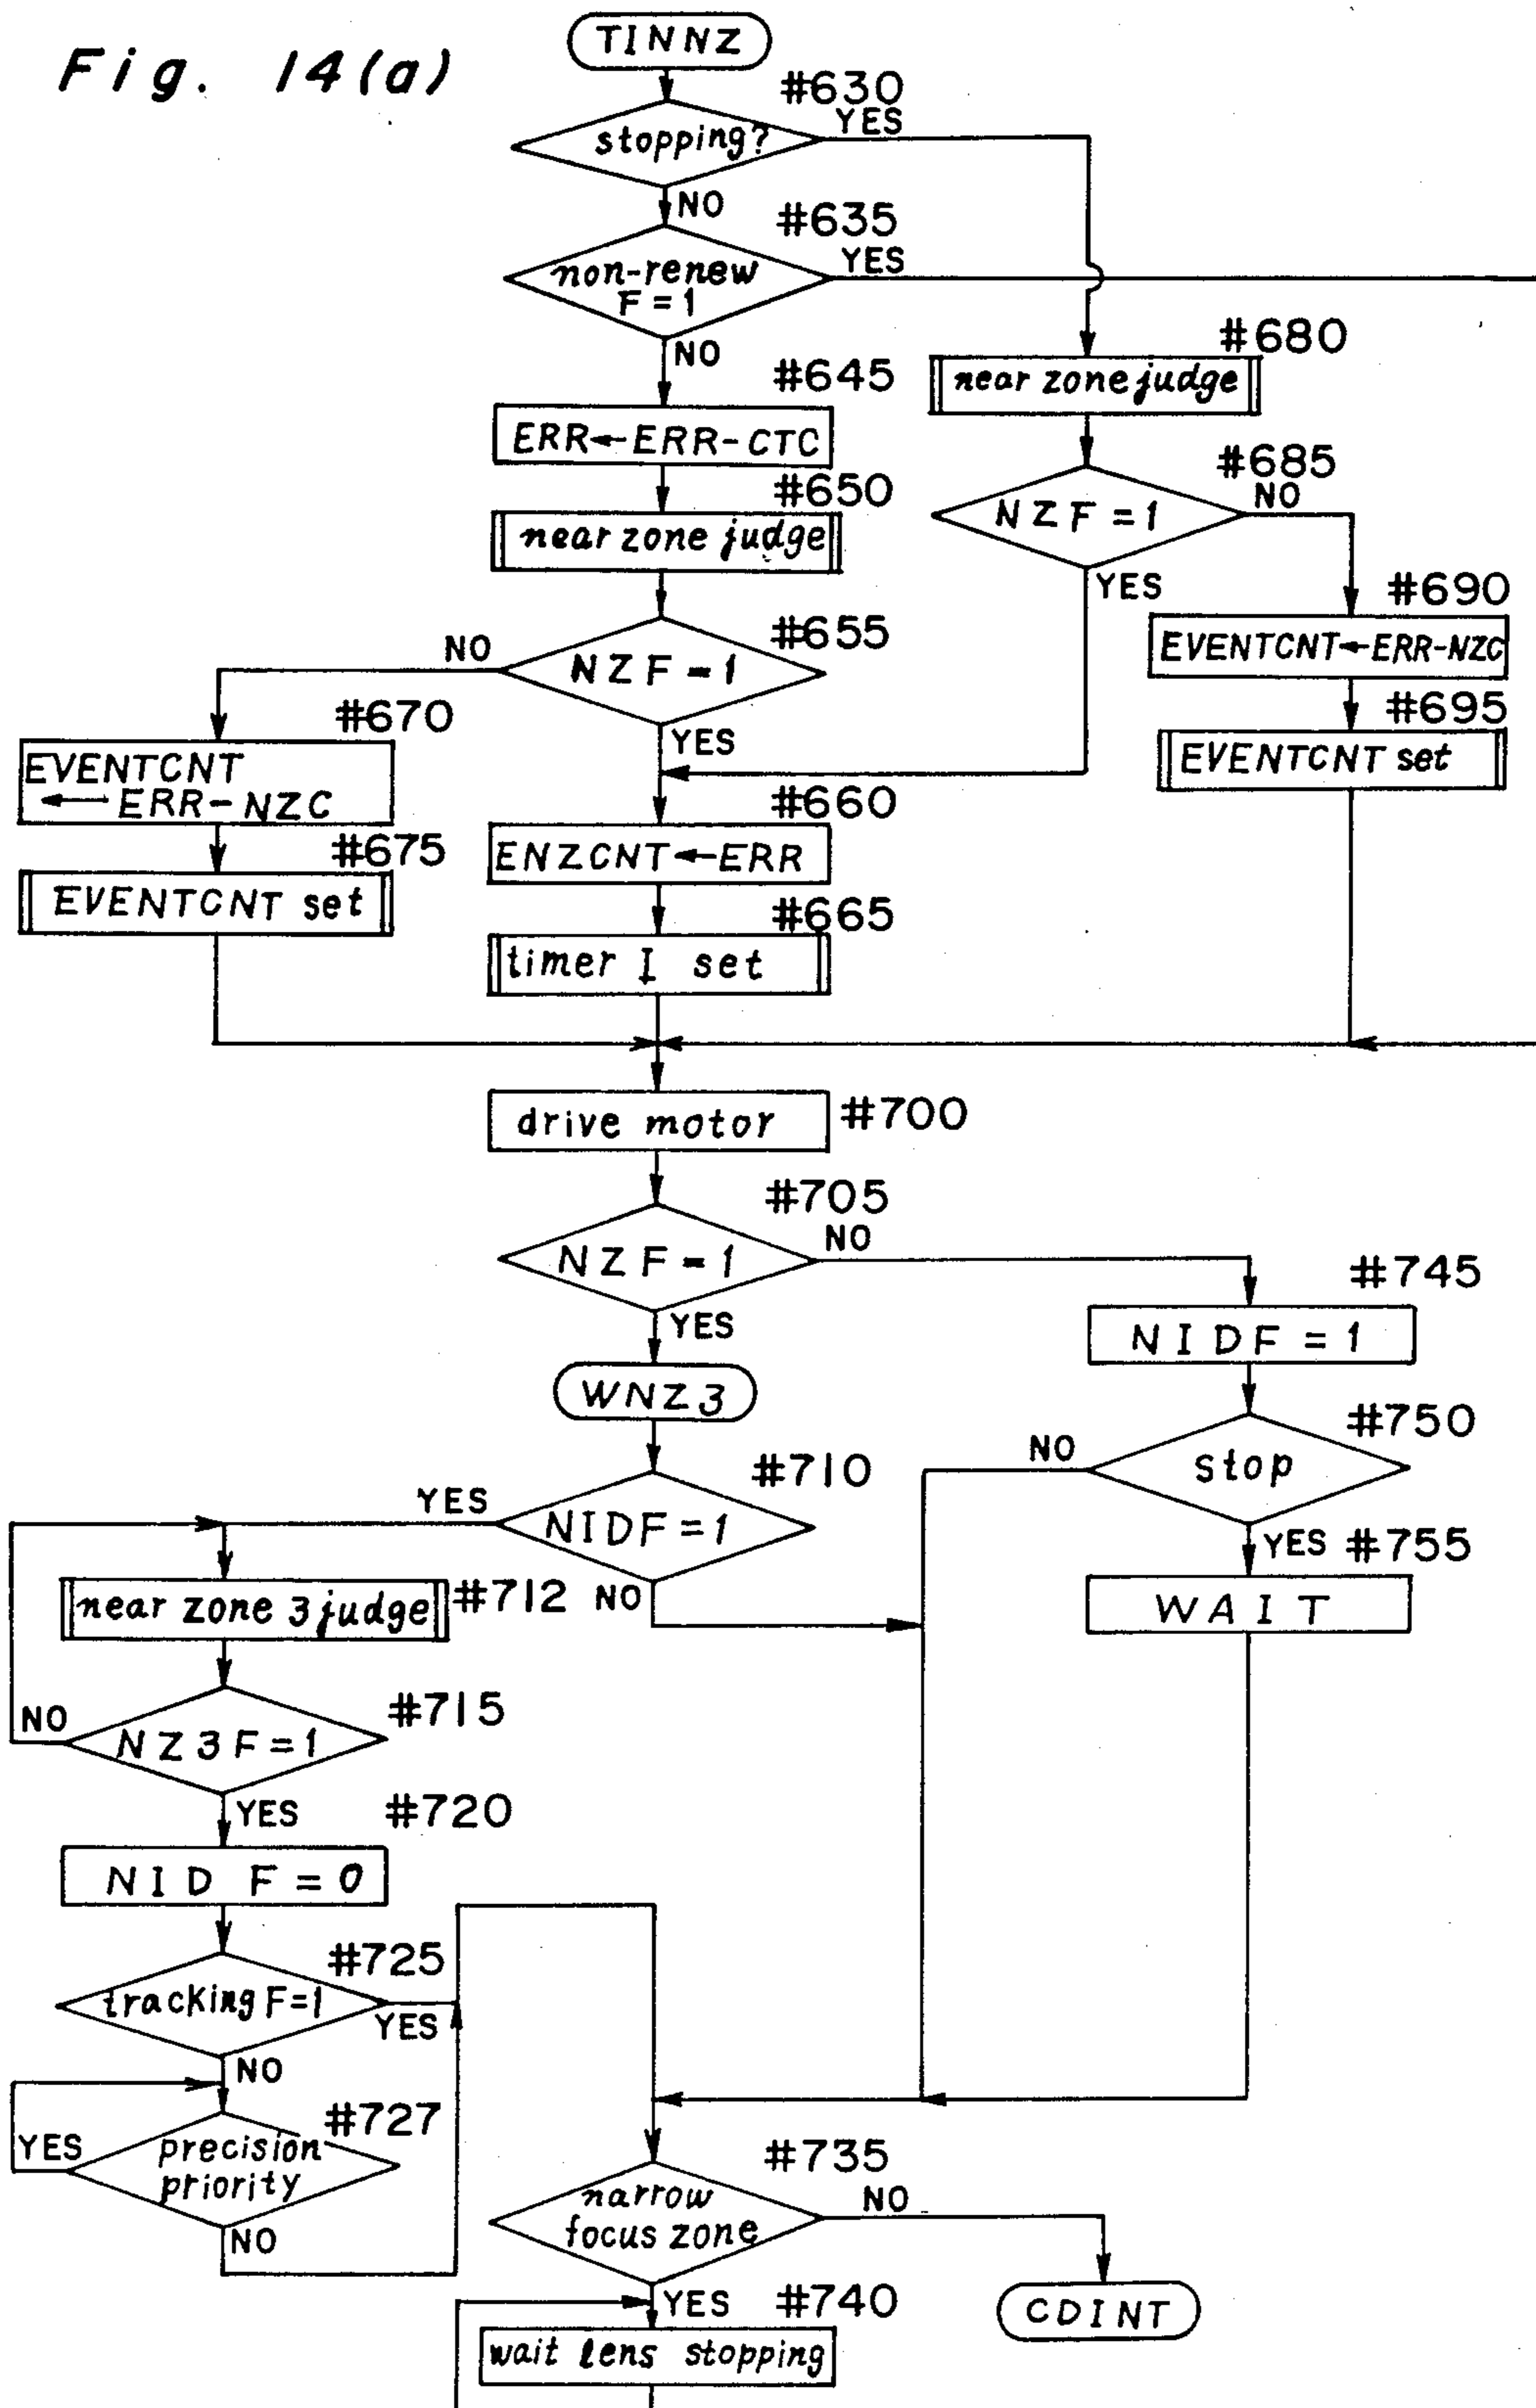 Fig. 14(a)
TINNZ
#630
stopping?
YES
NO
#635
non-renew
F=1
YES
NO
#645
ERR←ERR-CTC
#650
near zone judge
#655
NZF=1
NO
YES
#670
EVENTCNT
←ERR-NZC
#675
EVENTCNT set
#660
ENZCNT←ERR
#665
timer I set
#680
near zone judge
#685
NZF=1
NO
YES
#690
EVENTCNT←ERR-NZC
#695
EVENTCNT set
drive motor
#700
#705
NZF=1
NO
YES
#745
NIDF=1
#750
stop
NO
YES
#755
WAIT
WNZ3
#710
NIDF=1
YES
NO
near zone 3 judge
#712
#715
NZ3F=1
NO
YES
#720
NIDF=0
#725
tracking F=1
YES
NO
#727
precision
priority
YES
NO
#735
narrow
focus zone
NO
YES
CDINT
#740
wait lens stopping